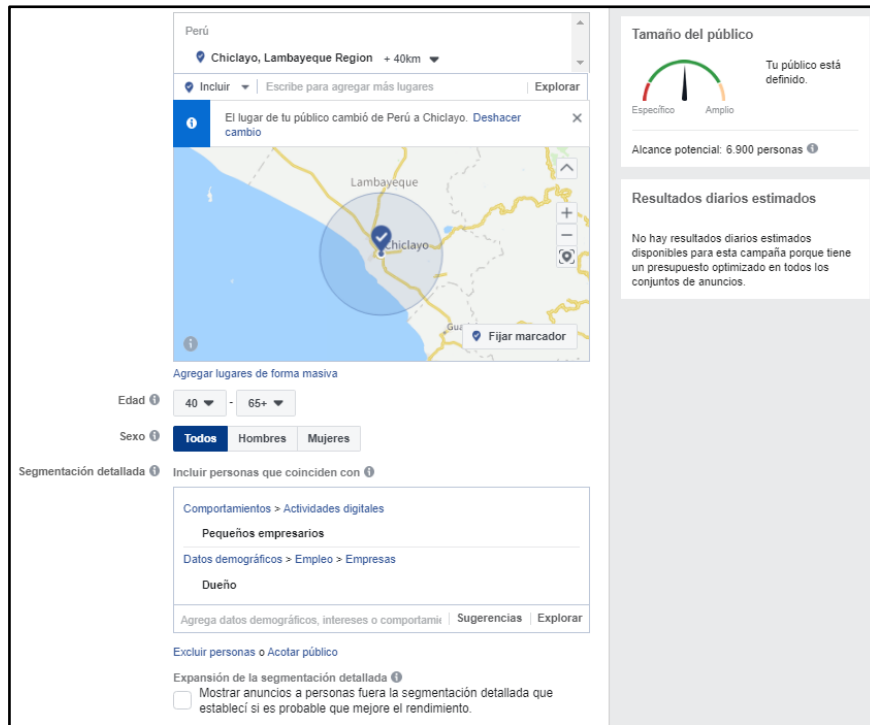 Perú
Chiclayo, Lambayeque Region + 40km
Incluir Escribe para agregar más lugares Explorar
El lugar de tu público cambió de Perú a Chiclayo. Deshacer
cambio
Lambayeque
Chiclayo
Gua
Fijar marcador
Agregar lugares de forma masiva
Edad 40 - 65+
Sexo Todos Hombres Mujeres
Segmentación detallada Incluir personas que coinciden con
Comportamientos > Actividades digitales
Pequeños empresarios
Datos demográficos > Empleo > Empresas
Dueño
Agrega datos demográficos, intereses o comportamie Sugerencias Explorar
Excluir personas o Acotar público
Expansión de la segmentación detallada
Mostrar anuncios a personas fuera la segmentación detallada que
establecí si es probable que mejore el rendimiento.
Tamaño del público
Tu público está
definido.
Específico Amplio
Alcance potencial: 6.900 personas
Resultados diarios estimados
No hay resultados diarios estimados
disponibles para esta campaña porque tiene
un presupuesto optimizado en todos los
conjuntos de anuncios.